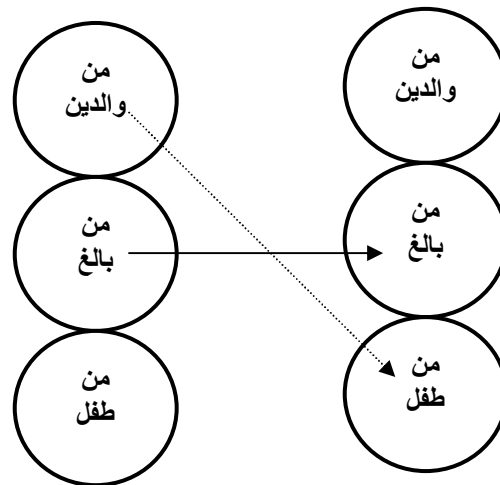 من
والدين
من
بالغ
من
طفل
من
والدين
من
بالغ
من
طفل